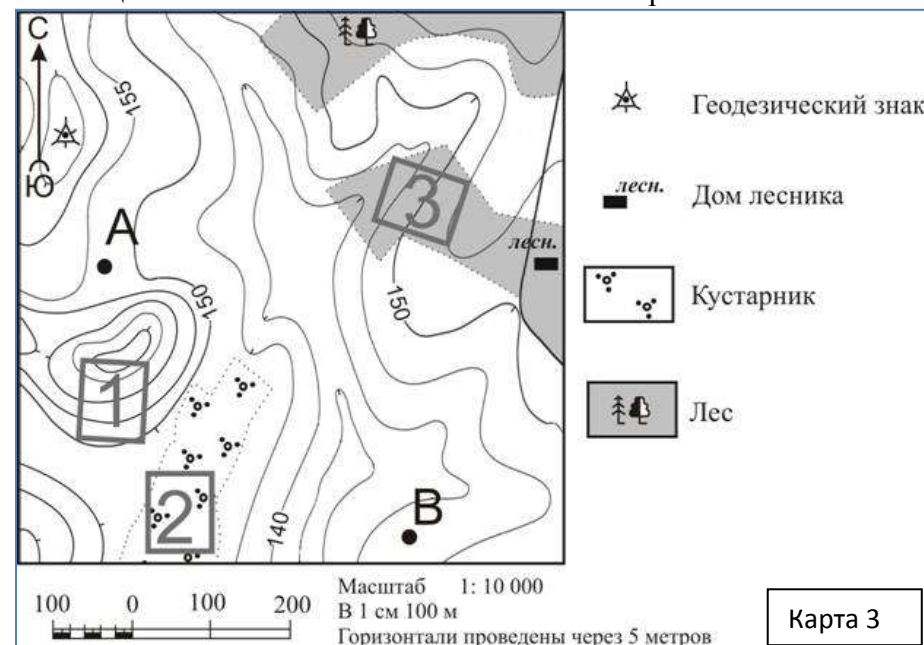 С
Ю
155
А
150
1
2
3
лесн.
150
140
В
Геодезический знак
лесн.
Дом лесника
Кустарник
Лес
100 0 100 200
Масштаб 1: 10 000
В 1 см 100 м
Горизонтали проведены через 5 метров
Карта 3